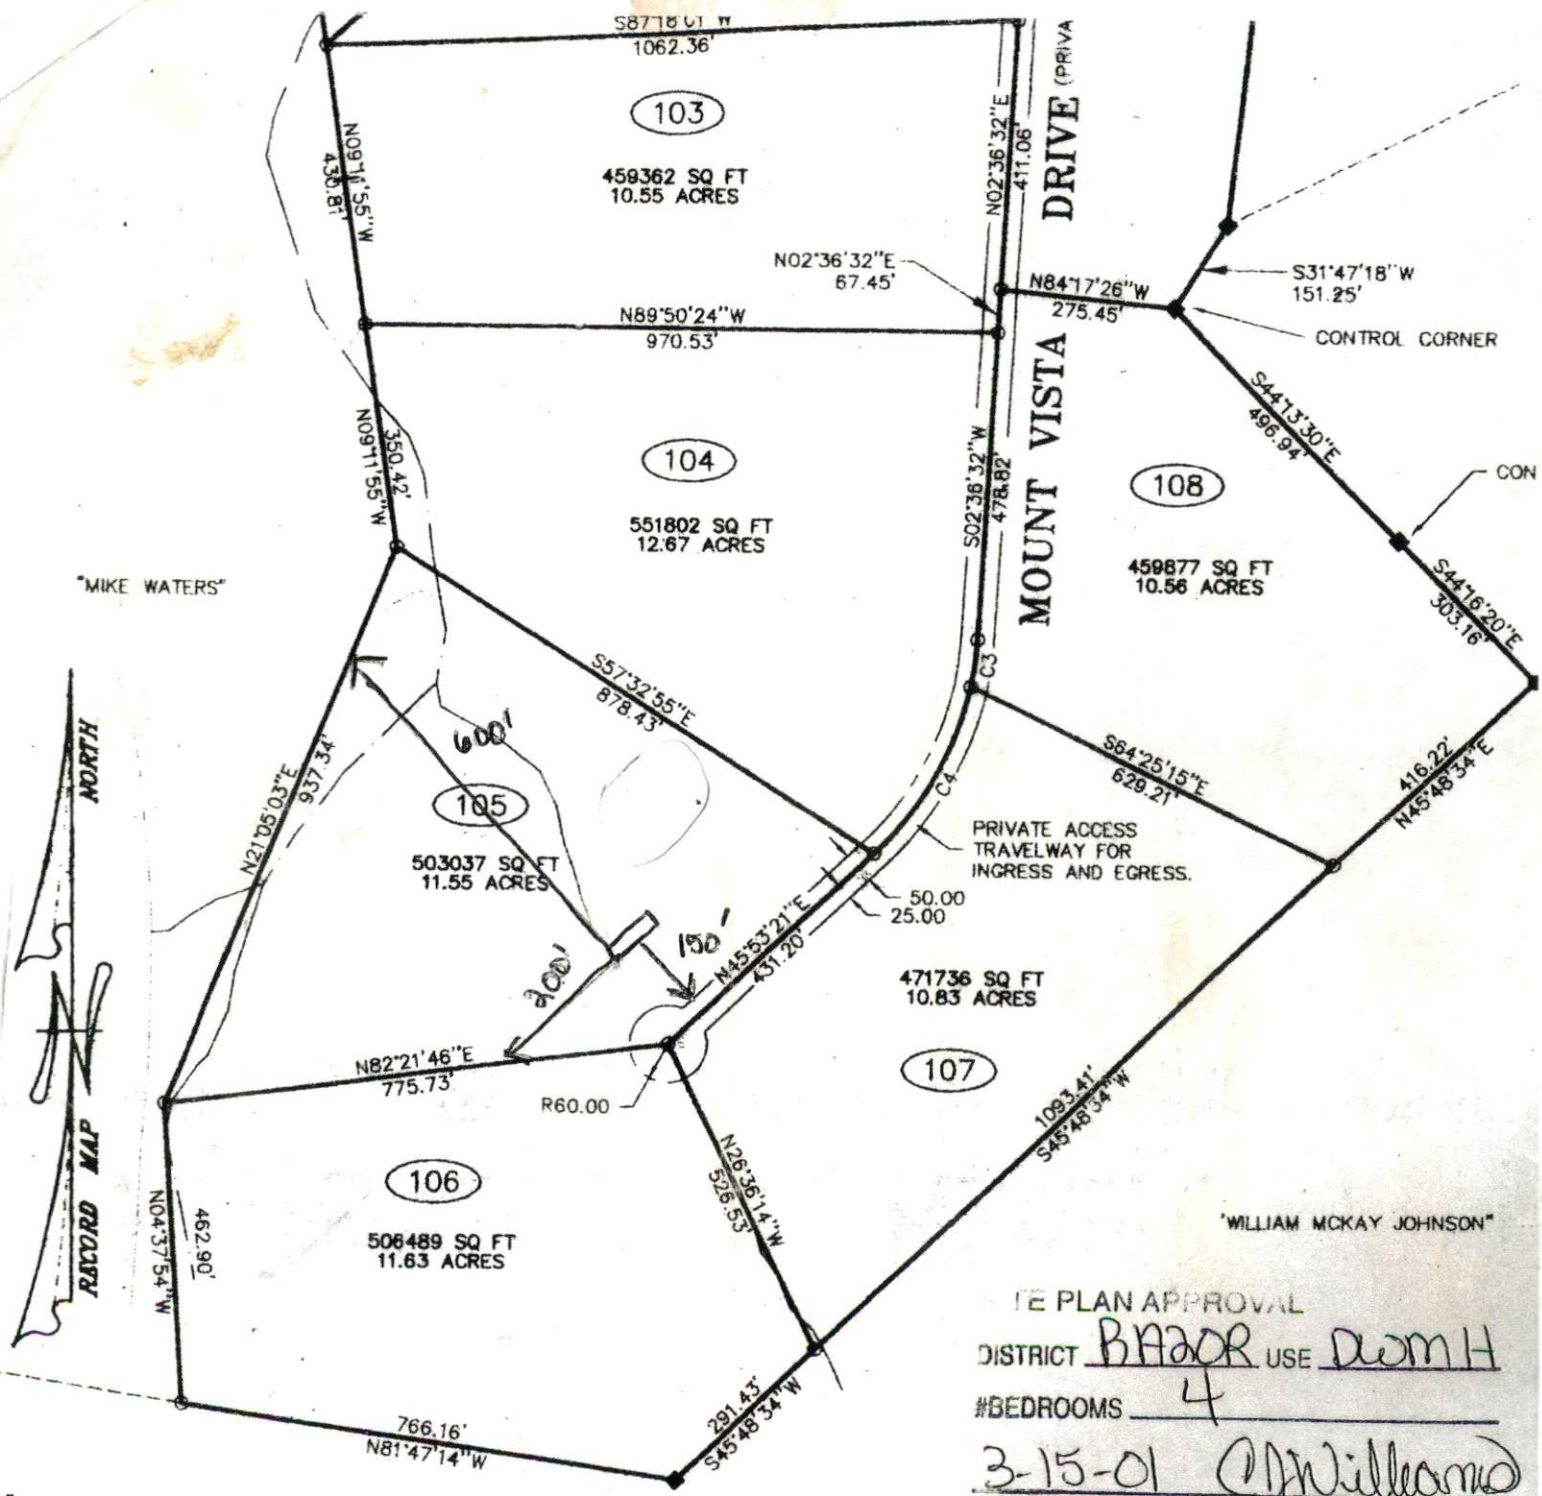 S87°18'01"W
1062.36'
103
459362 SQ FT
10.55 ACRES
N09°11'55"W
430.81'
N02°36'32"E
411.06'
DRIVE (PRIVA
N02°36'32"E
67.45'
N84°17'26"W
275.45'
S31°47'18"W
151.25'
CONTROL CORNER
N89°50'24"W
970.53'
MOUNT VISTA
S44°13'30"E
496.94'
350.42'
N09°11'55"W
104
551802 SQ FT
12.67 ACRES
S02°36'32"W
478.82'
108
459877 SQ FT
10.56 ACRES
CON
S44°16'20"E
303.16'
"MIKE WATERS"
S57°32'55"E
878.43'
C3
S64°25'15"E
629.21'
416.22'
N45°48'34"E
NORTH
600'
N21°05'03"E
937.34'
105
503037 SQ FT
11.55 ACRES
C4
PRIVATE ACCESS
TRAVELWAY FOR
INGRESS AND EGRESS.
50.00
25.00
150'
200'
N45°53'21"E
431.20'
471736 SQ FT
10.83 ACRES
107
N82°21'46"E
775.73'
R60.00
1093.41'
S45°48'34"W
RECORD MAP
106
506489 SQ FT
11.63 ACRES
N26°36'14"W
526.53'
N04°37'54"W
462.90'
'WILLIAM MCKAY JOHNSON"
766.16'
N81°47'14"W
291.43'
S45°48'34"W
TE PLAN APPROVAL
DISTRICT RA20R USE DWMH
#BEDROOMS 4
3-15-01